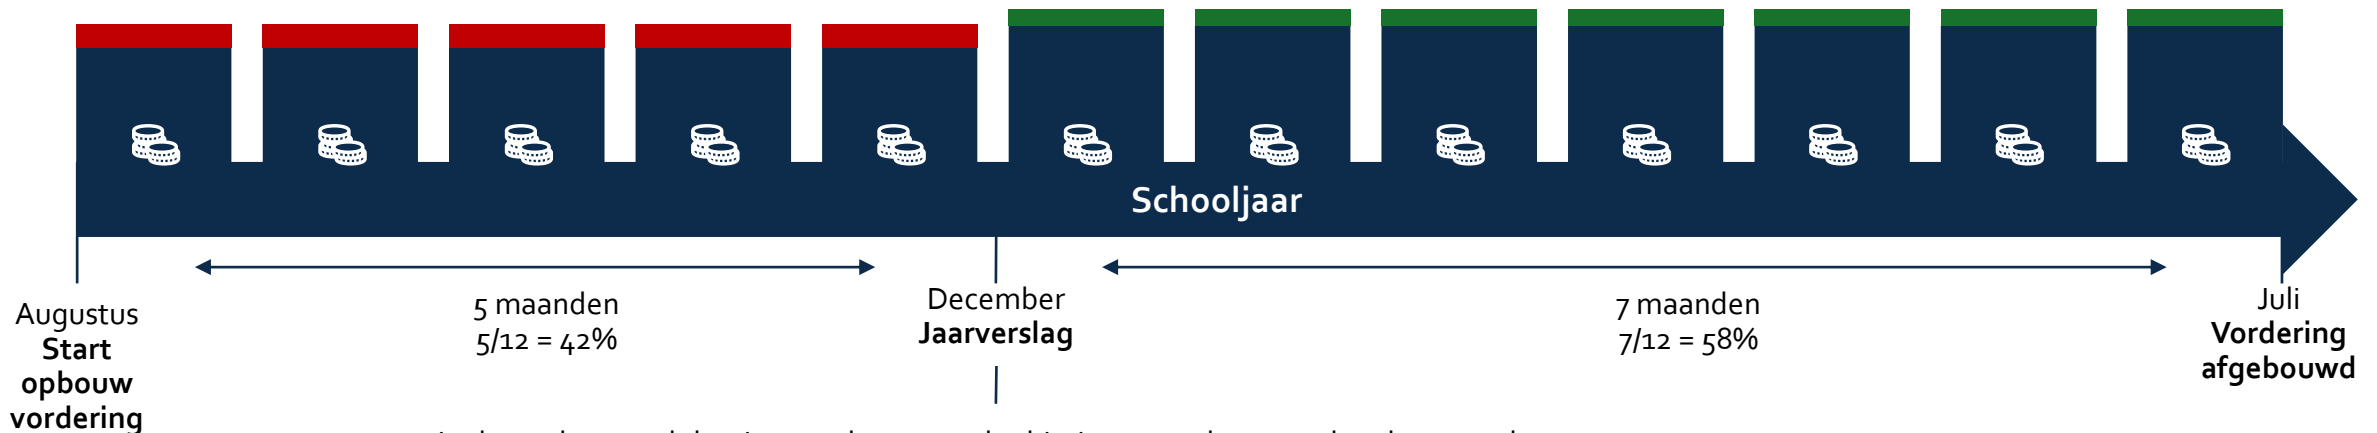 Schooljaar
Augustus
Start
opbouw
vordering
5 maanden
5/12 = 42%
December
Jaarverslag
7 maanden
7/12 = 58%
Juli
Vordering
afgebouwd